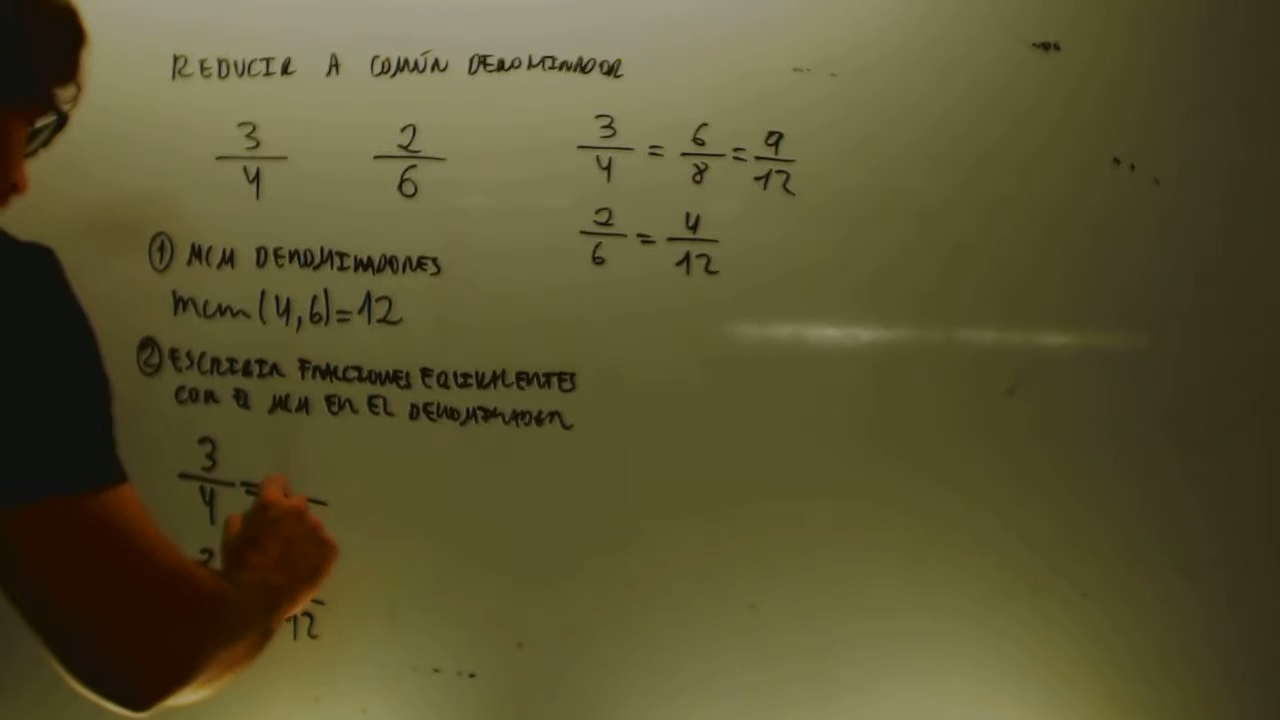 REDUCIR A COMÚN DENOMINADOR
3/4 2/6
3/4 = 6/8 = 9/12
2/6 = 4/12
① MCM DENOMINADORES
mcm(4,6)=12
② ESCRIBIR FRACCIONES EQUIVALENTES
CON EL MCM EN EL DENOMINADOR
3/4 =
2
12